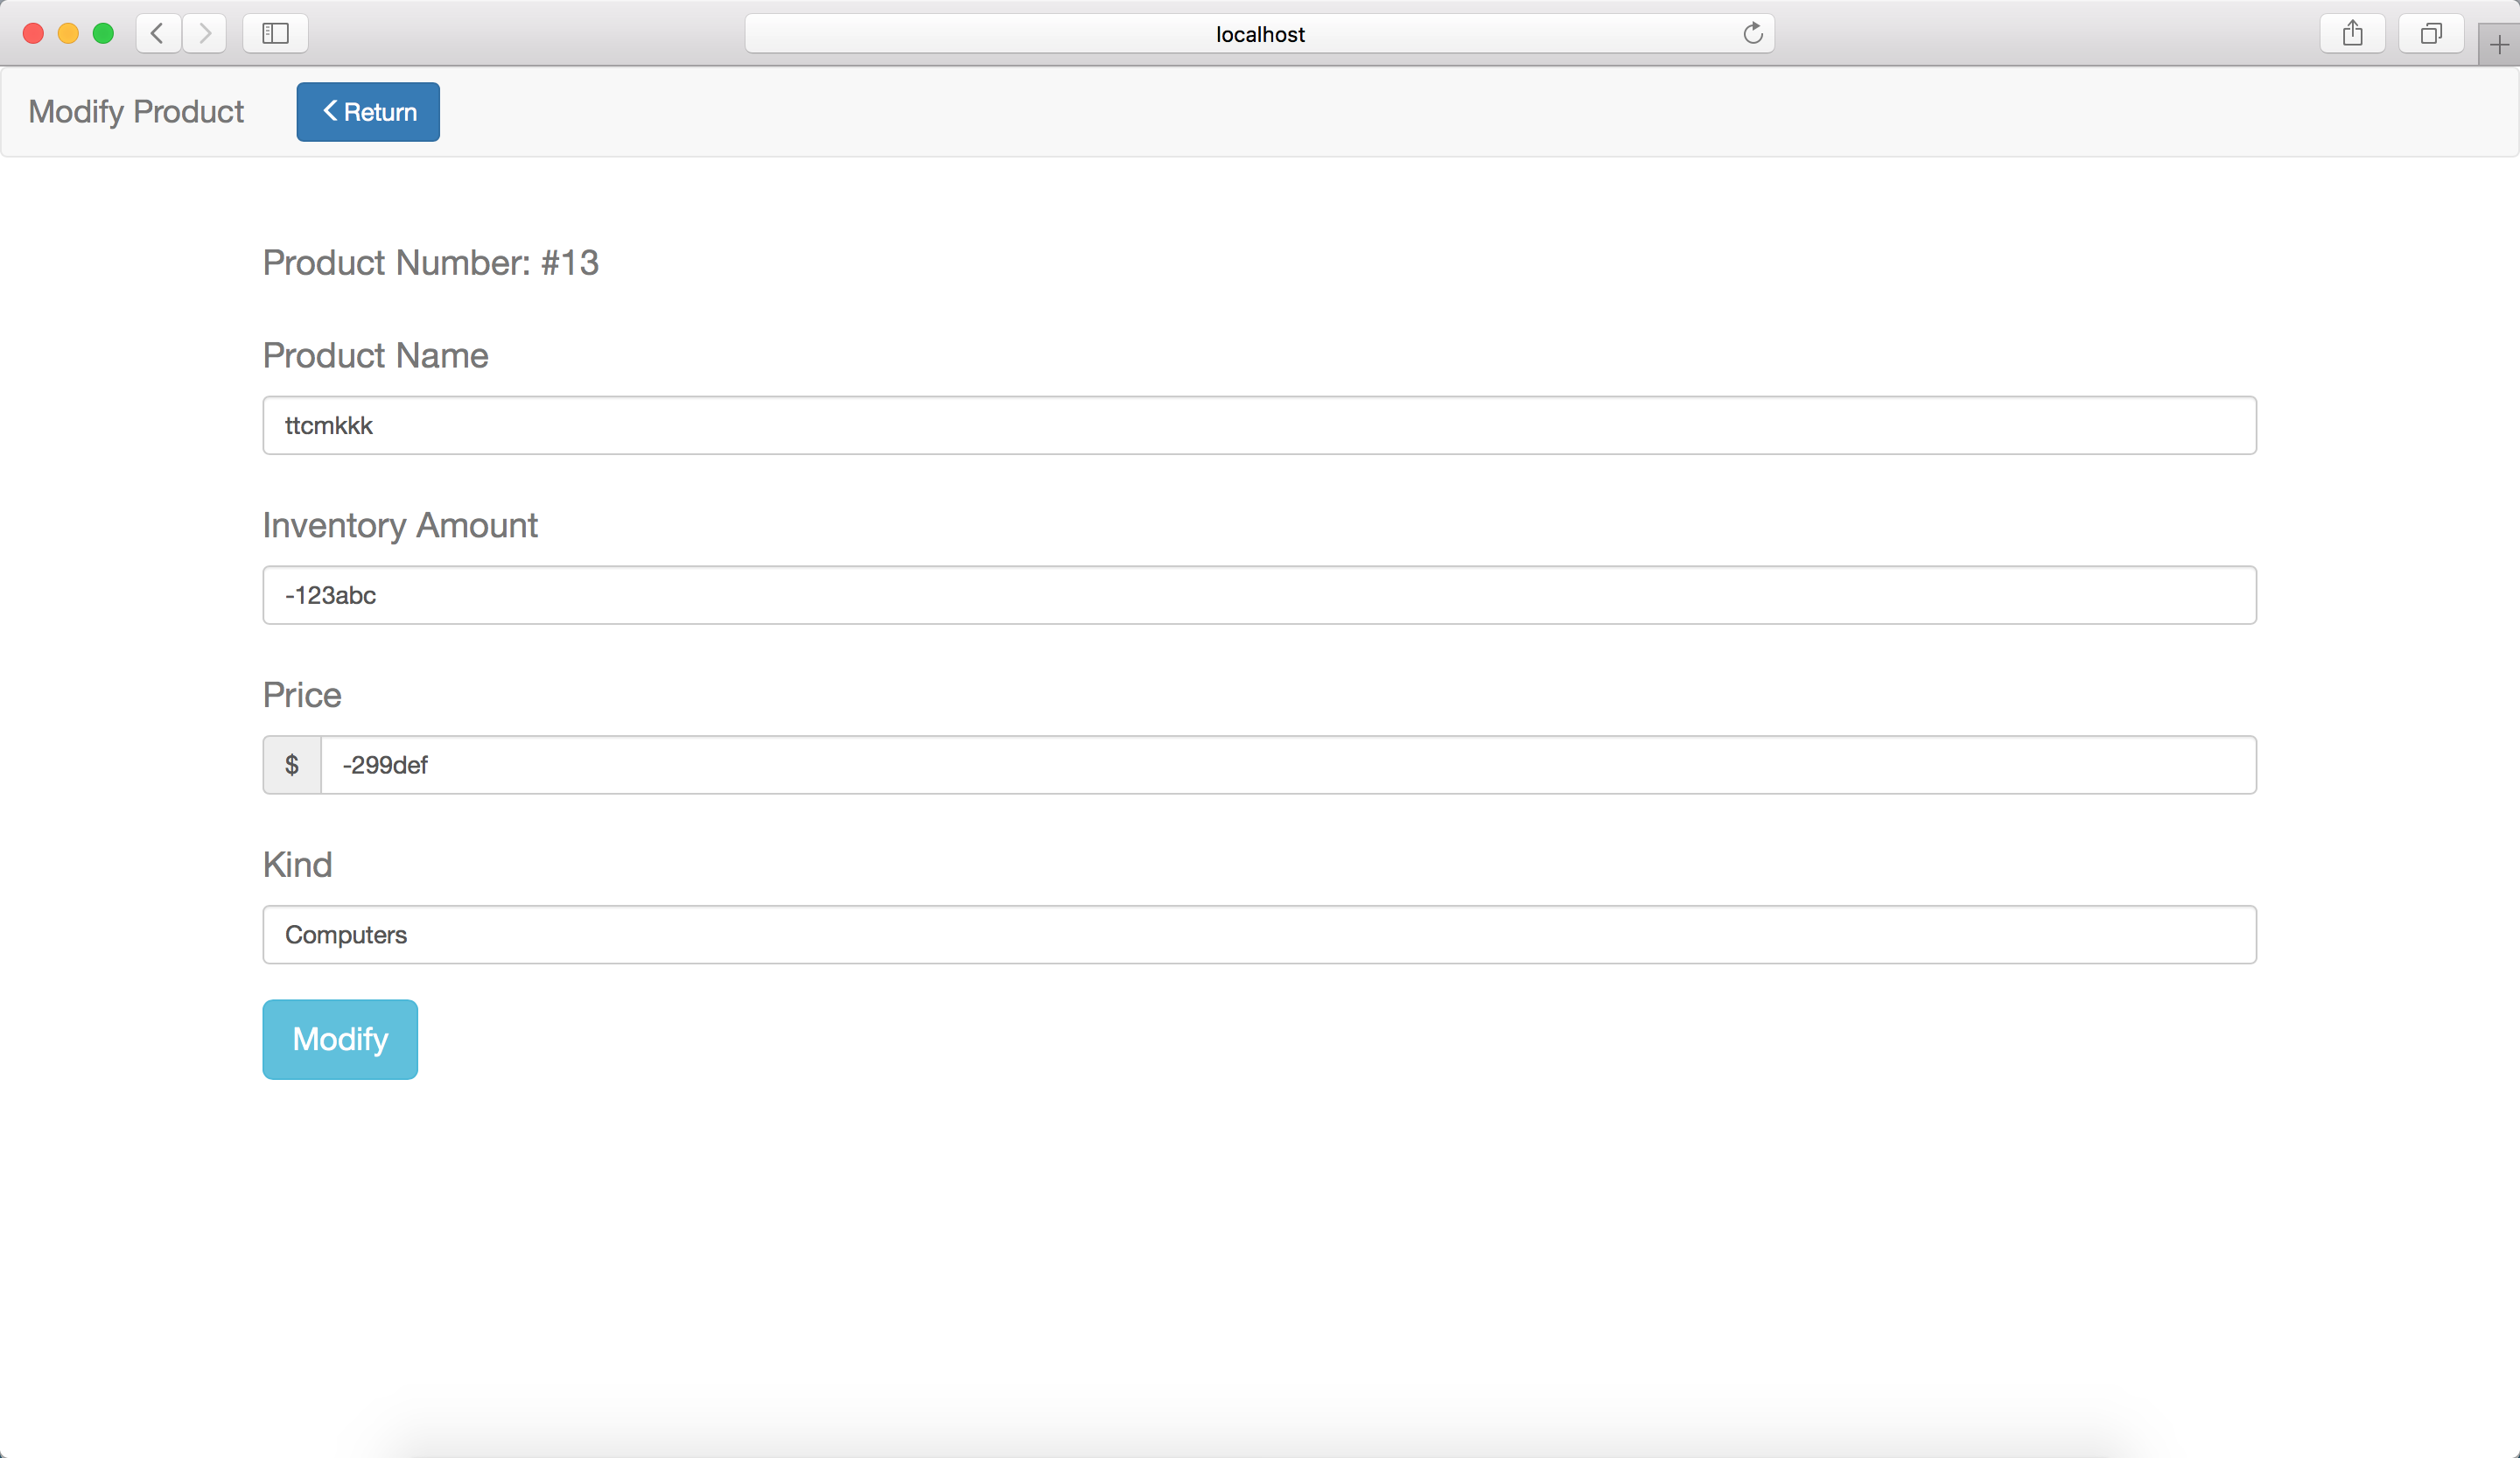 localhost
Modify Product
Return
Product Number: #13
Product Name
ttcmkkk
Inventory Amount
-123abc
Price
$ -299def
Kind
Computers
Modify